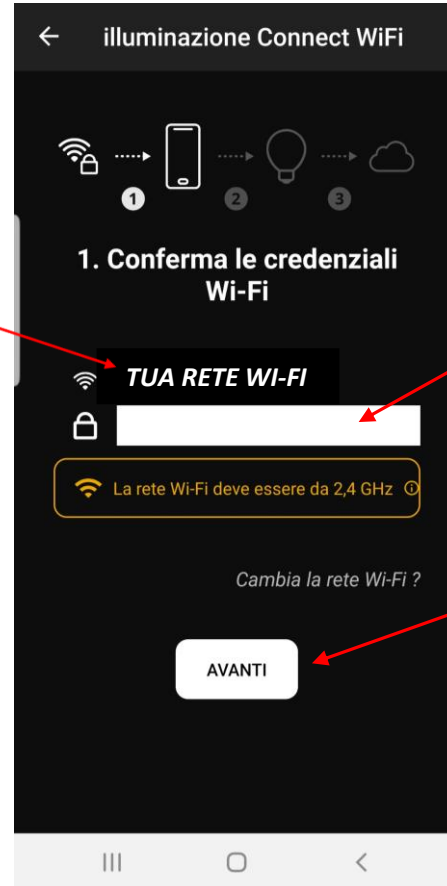 illuminazione Connect WiFi
1 2 3
1. Conferma le credenziali
Wi-Fi
TUA RETE WI-FI
La rete Wi-Fi deve essere da 2,4 GHz
Cambia la rete Wi-Fi ?
AVANTI